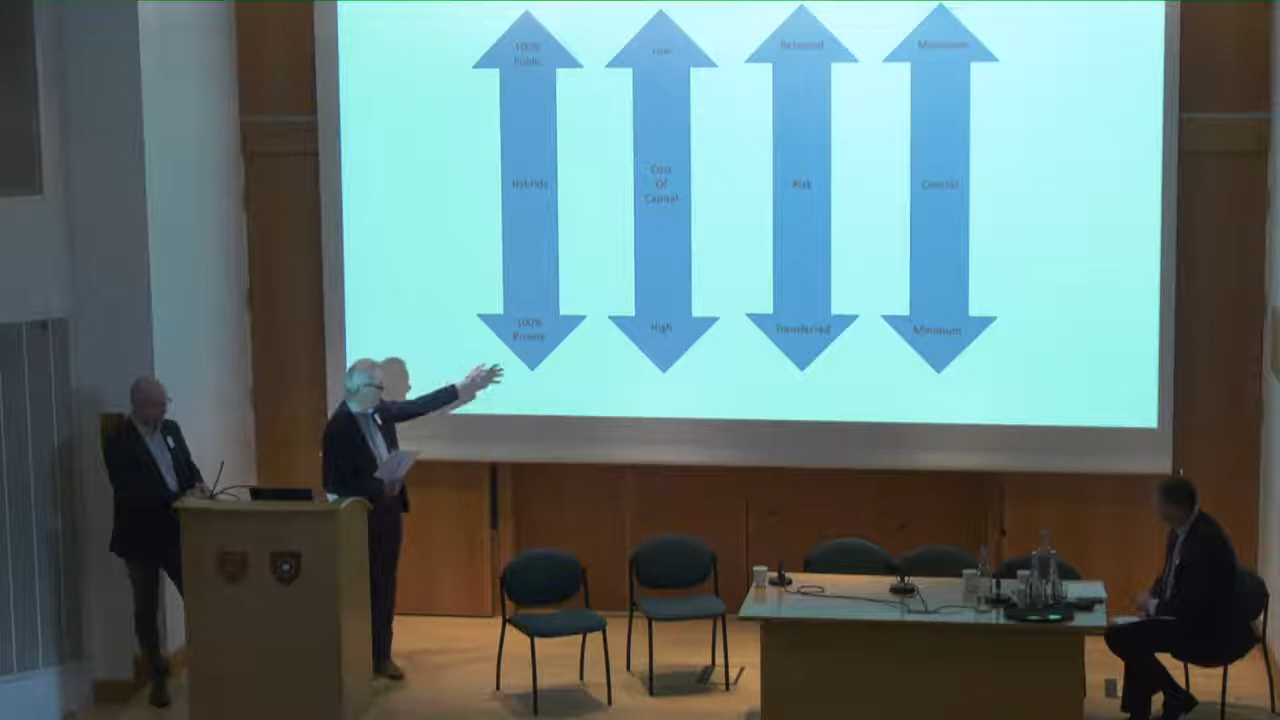 100%
Public
Low
Retained
Maximum
Hybrids
Cost
Of
Capital
Risk
Control
100%
Private
High
Transferred
Minimum